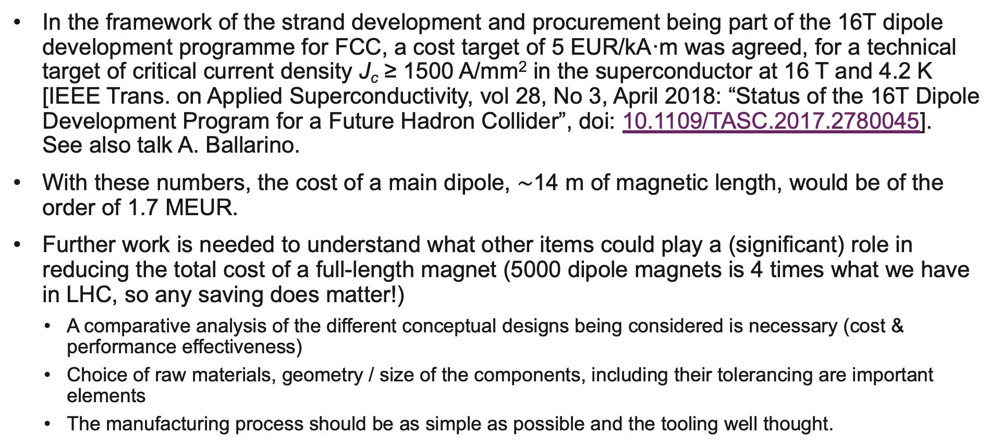 • In the framework of the strand development and procurement being part of the 16T dipole
development programme for FCC, a cost target of 5 EUR/kA·m was agreed, for a technical
target of critical current density Jc ≥ 1500 A/mm² in the superconductor at 16 T and 4.2 K
[IEEE Trans. on Applied Superconductivity, vol 28, No 3, April 2018: “Status of the 16T Dipole
Development Program for a Future Hadron Collider”, doi: 10.1109/TASC.2017.2780045].
See also talk A. Ballarino.
• With these numbers, the cost of a main dipole, ~14 m of magnetic length, would be of the
order of 1.7 MEUR.
• Further work is needed to understand what other items could play a (significant) role in
reducing the total cost of a full-length magnet (5000 dipole magnets is 4 times what we have
in LHC, so any saving does matter!)
• A comparative analysis of the different conceptual designs being considered is necessary (cost &
performance effectiveness)
• Choice of raw materials, geometry / size of the components, including their tolerancing are important
elements
• The manufacturing process should be as simple as possible and the tooling well thought.